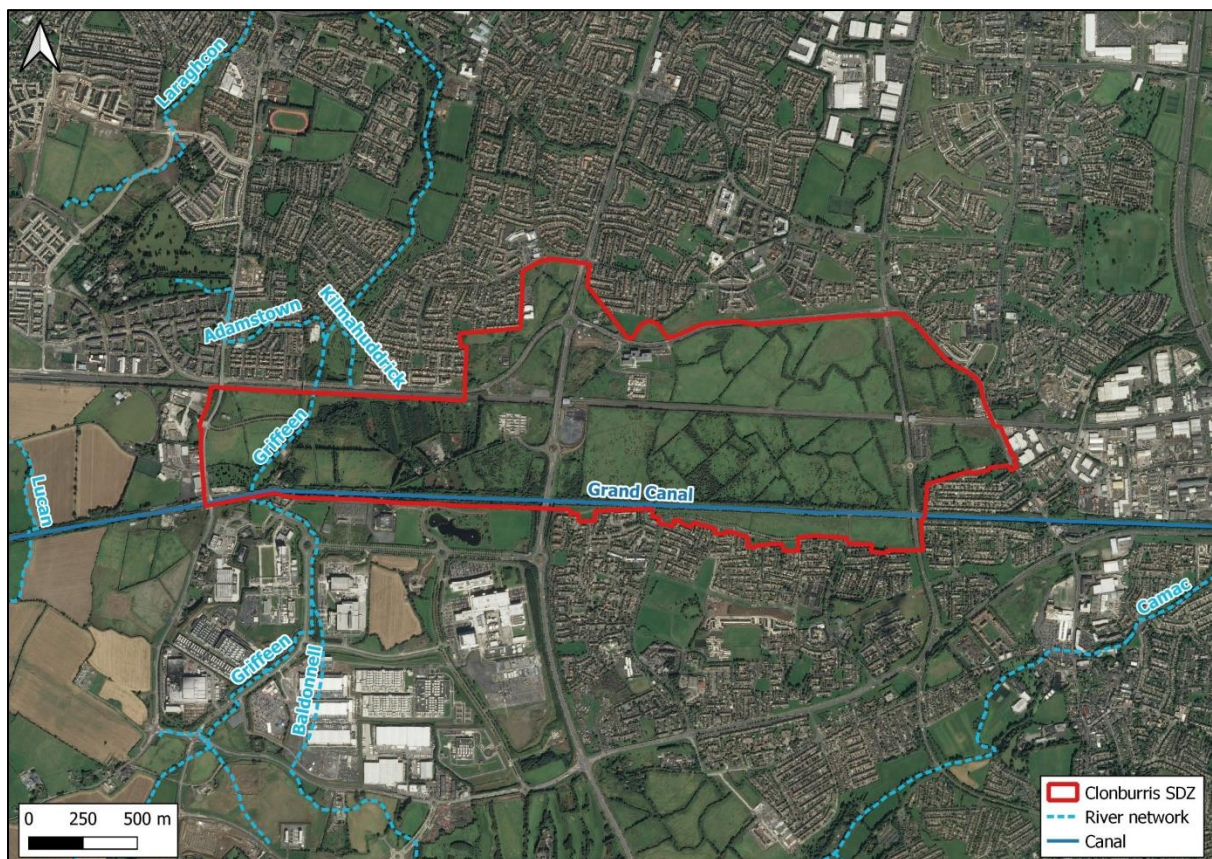 Laraghcon
Adamstown
Kilmahuddrick
Griffeen
Lucan
Grand Canal
Camac
Griffeen
Baldonnell
0 250 500 m
Clonburris SDZ
River network
Canal